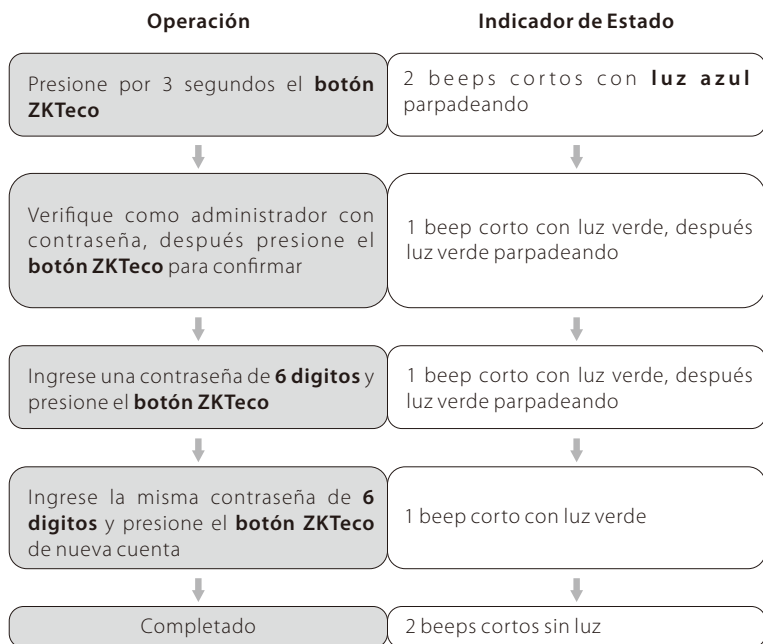 Operación
Indicador de Estado
Presione por 3 segundos el botón
ZKTeco
2 beeps cortos con luz azul
parpadeando
Verifique como administrador con
contraseña, después presione el
botón ZKTeco para confirmar
1 beep corto con luz verde, después
luz verde parpadeando
Ingrese una contraseña de 6 digitos y
presione el botón ZKTeco
1 beep corto con luz verde, después
luz verde parpadeando
Ingrese la misma contraseña de 6
digitos y presione el botón ZKTeco
de nueva cuenta
1 beep corto con luz verde
Completado
2 beeps cortos sin luz